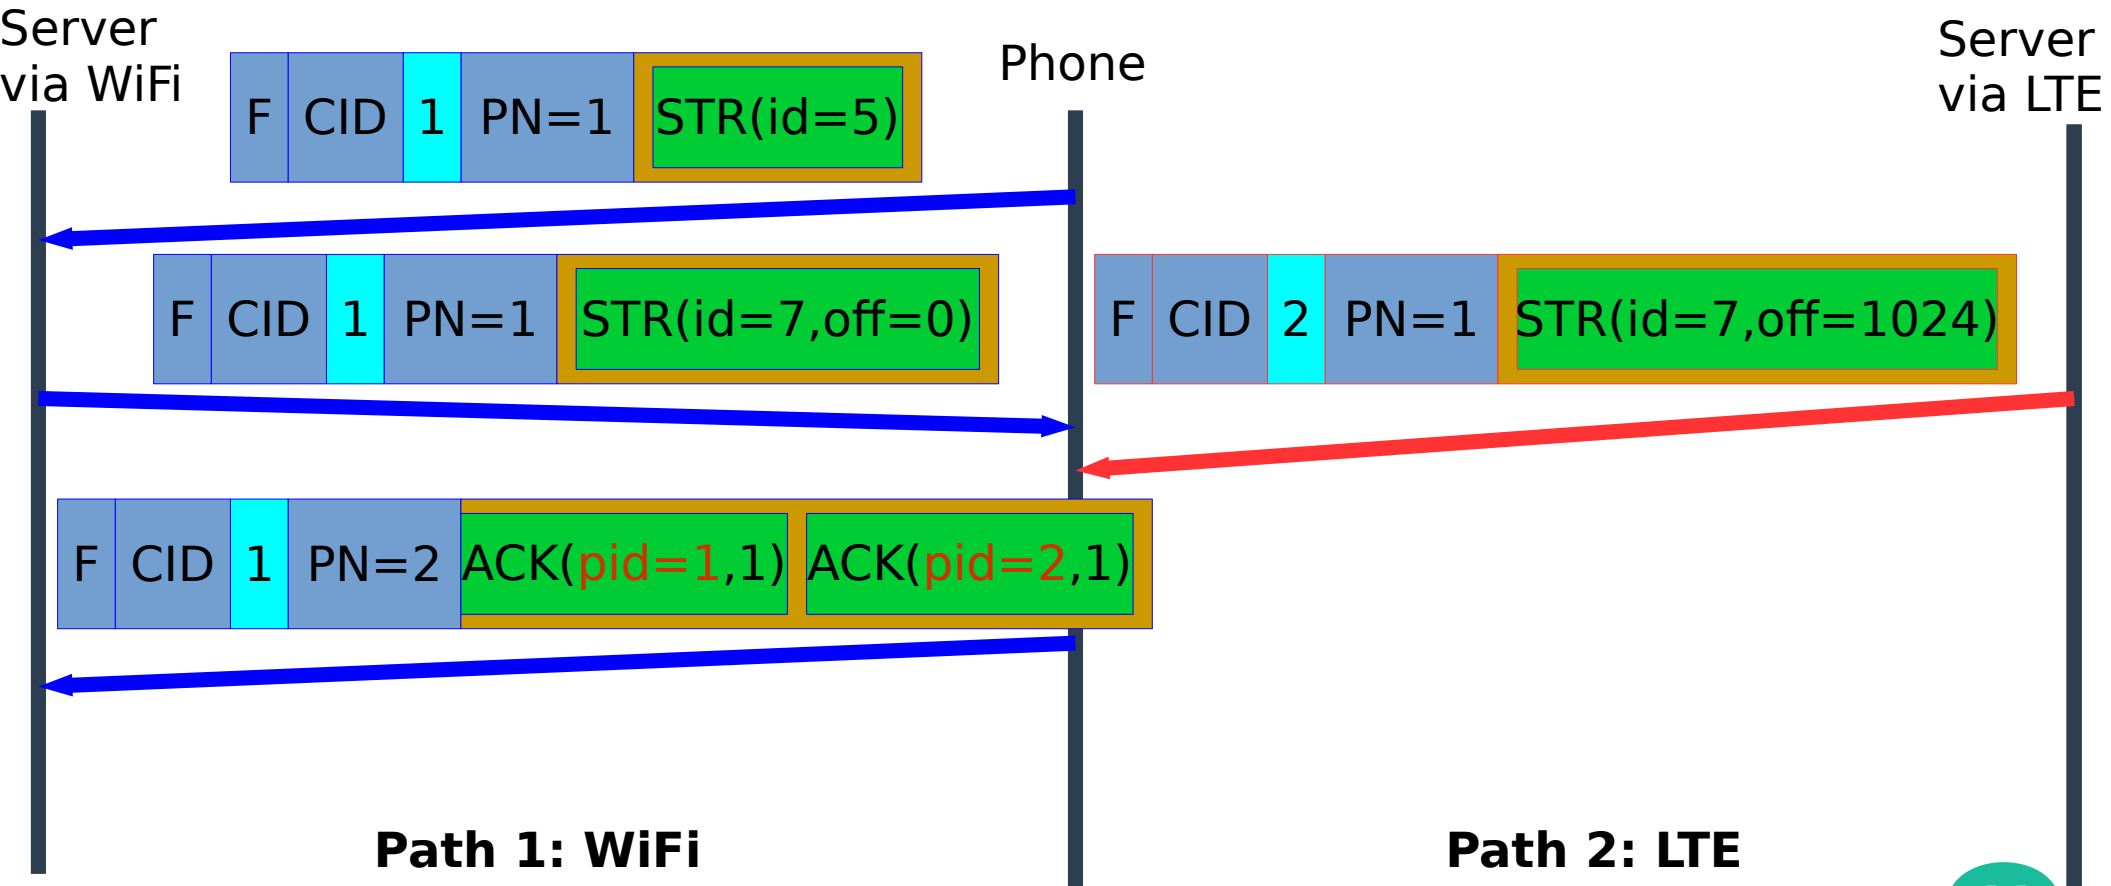 Server
via WiFi
Phone
Server
via LTE
F CID 1 PN=1 STR(id=5)
F CID 1 PN=1 STR(id=7,off=0)
F CID 2 PN=1 STR(id=7,off=1024)
F CID 1 PN=2 ACK(pid=1,1) ACK(pid=2,1)
Path 1: WiFi
Path 2: LTE